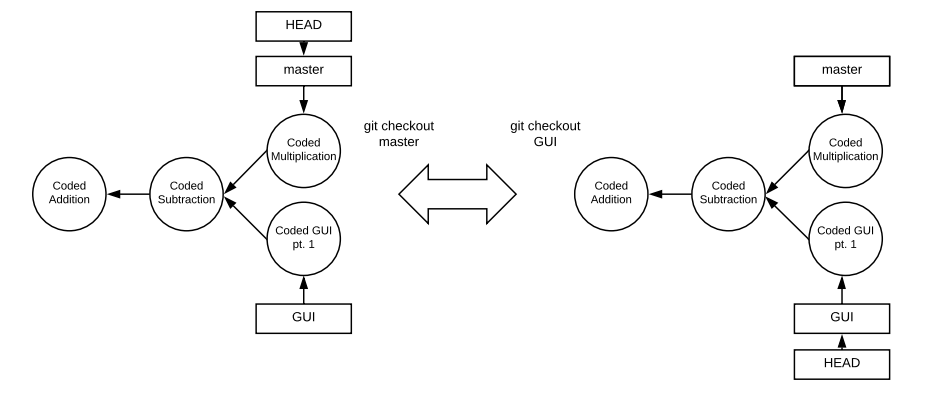 HEAD
master
Coded
Multiplication
Coded
Addition
Coded
Subtraction
Coded GUI
pt. 1
GUI
git checkout
master
git checkout
GUI
master
Coded
Multiplication
Coded
Addition
Coded
Subtraction
Coded GUI
pt. 1
GUI
HEAD